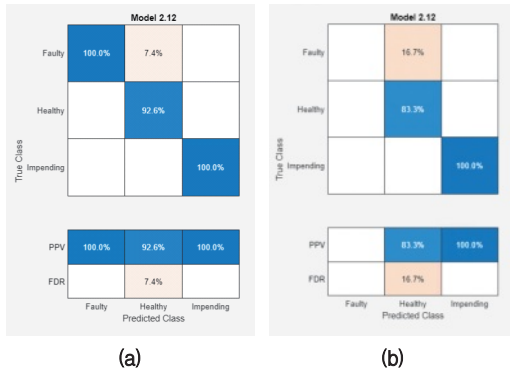 Model 2.12
Faulty 100.0% 7.4%
Healthy 92.6%
Impending 100.0%
True Class
PPV 100.0% 92.6% 100.0%
FDR 7.4%
Faulty Healthy Impending
Predicted Class
(a)
Model 2.12
Faulty 16.7%
Healthy 83.3%
Impending 100.0%
True Class
PPV 83.3% 100.0%
FDR 16.7%
Faulty Healthy Impending
Predicted Class
(b)